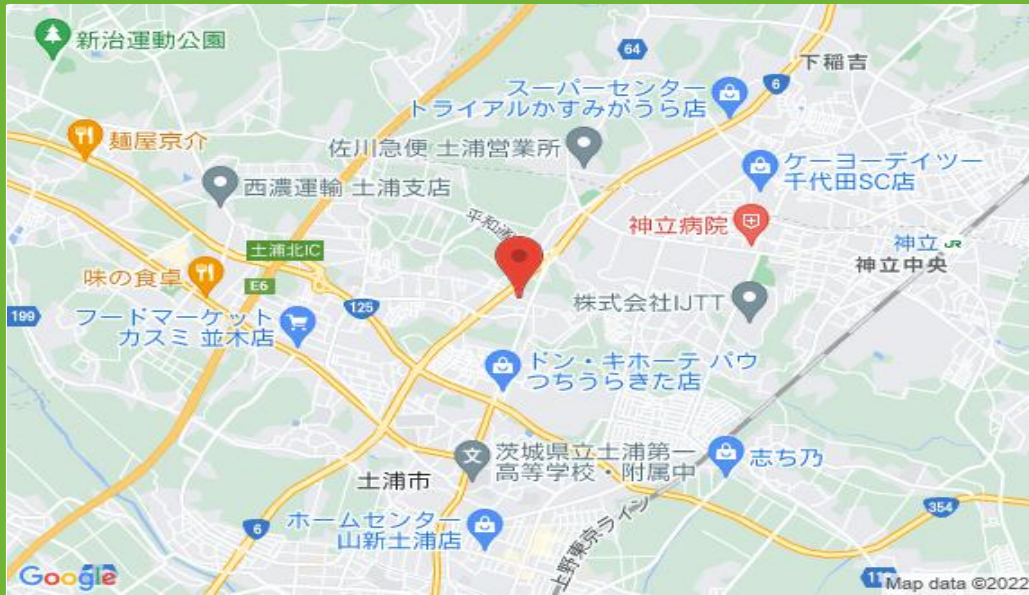 新治運動公園
64
下稲吉
6
スーパーセンター
トライアルかすみがうら店
麺屋京介
佐川急便 土浦営業所
ケーヨーデイツー
千代田SC店
西濃運輸 土浦支店
平和通
神立病院
神立 JR
神立中央
土浦北IC
E6
味の食卓
125
株式会社IJTT
199
フードマーケット
カスミ 並木店
ドン・キホーテ パウ
つちうらきた店
茨城県立土浦第一
高等学校・附属中
志ち乃
土浦市
354
ホームセンター
山新土浦店
6
上野東京ライン
Google
Map data ©2022